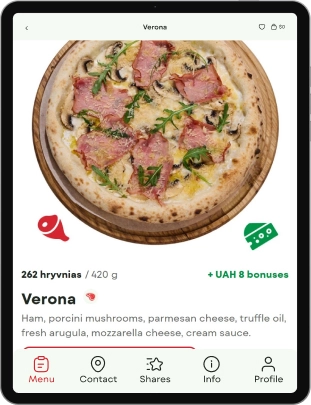 Verona
50
262 hryvnias / 420 g
+ UAH 8 bonuses
Verona
Ham, porcini mushrooms, parmesan cheese, truffle oil,
fresh arugula, mozzarella cheese, cream sauce.
Menu
Contact
Shares
Info
Profile